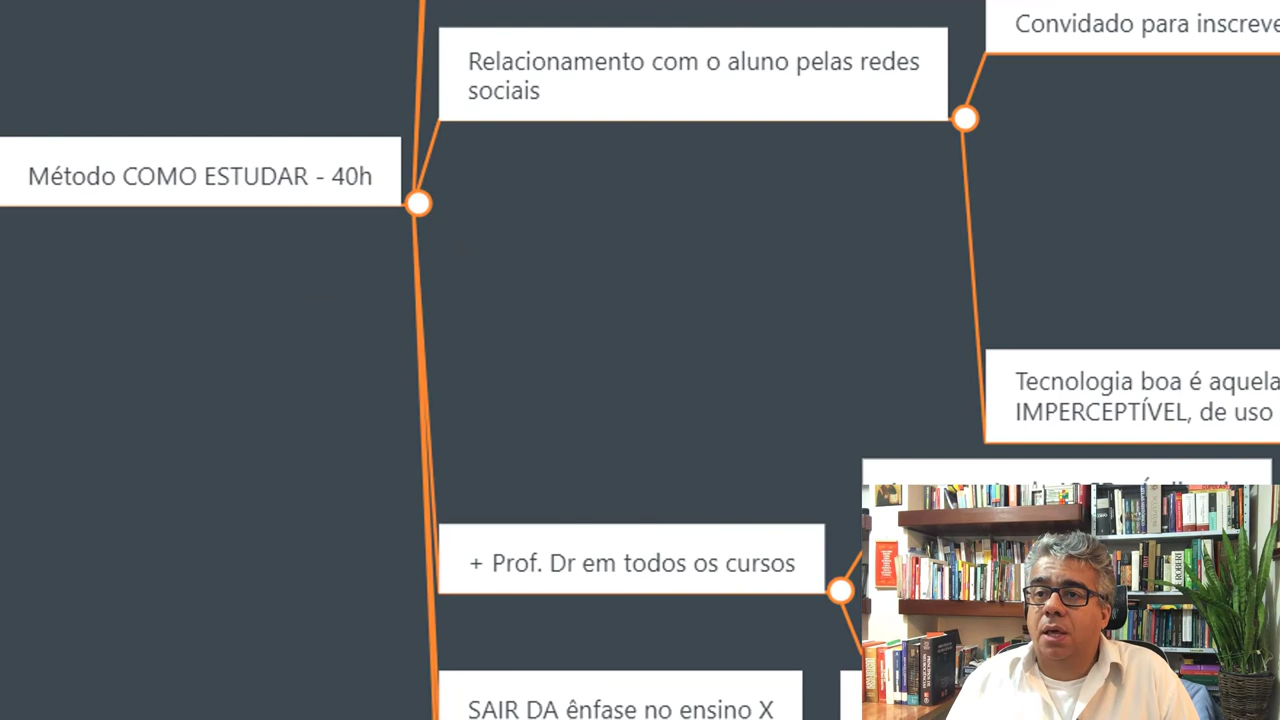 Convidado para inscreve
Relacionamento com o aluno pelas redes
sociais
Método COMO ESTUDAR - 40h
Tecnologia boa é aquela
IMPERCEPTÍVEL, de uso
+ Prof. Dr em todos os cursos
SAIR DA ênfase no ensino X